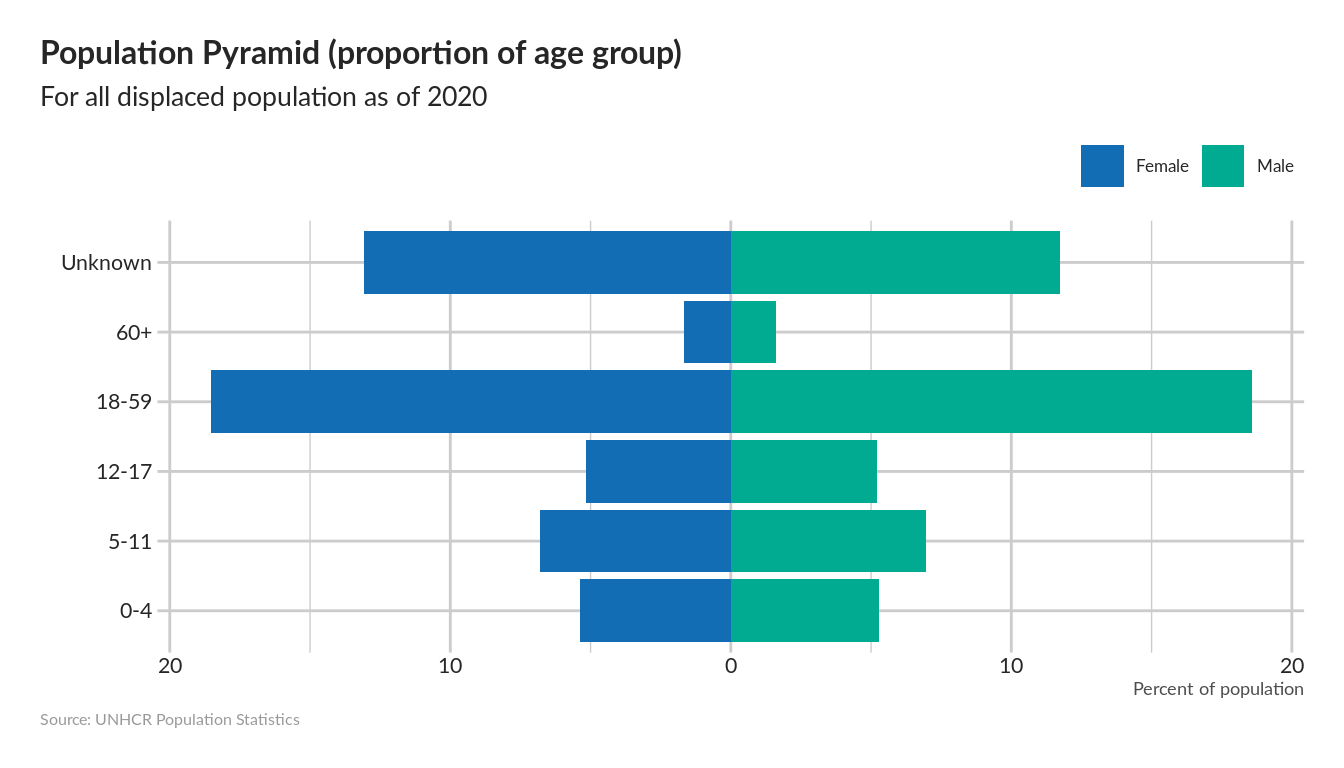 Population Pyramid (proportion of age group)
For all displaced population as of 2020
Female Male
Unknown
60+
18-59
12-17
5-11
0-4
20 10 0 10 20
Percent of population
Source: UNHCR Population Statistics